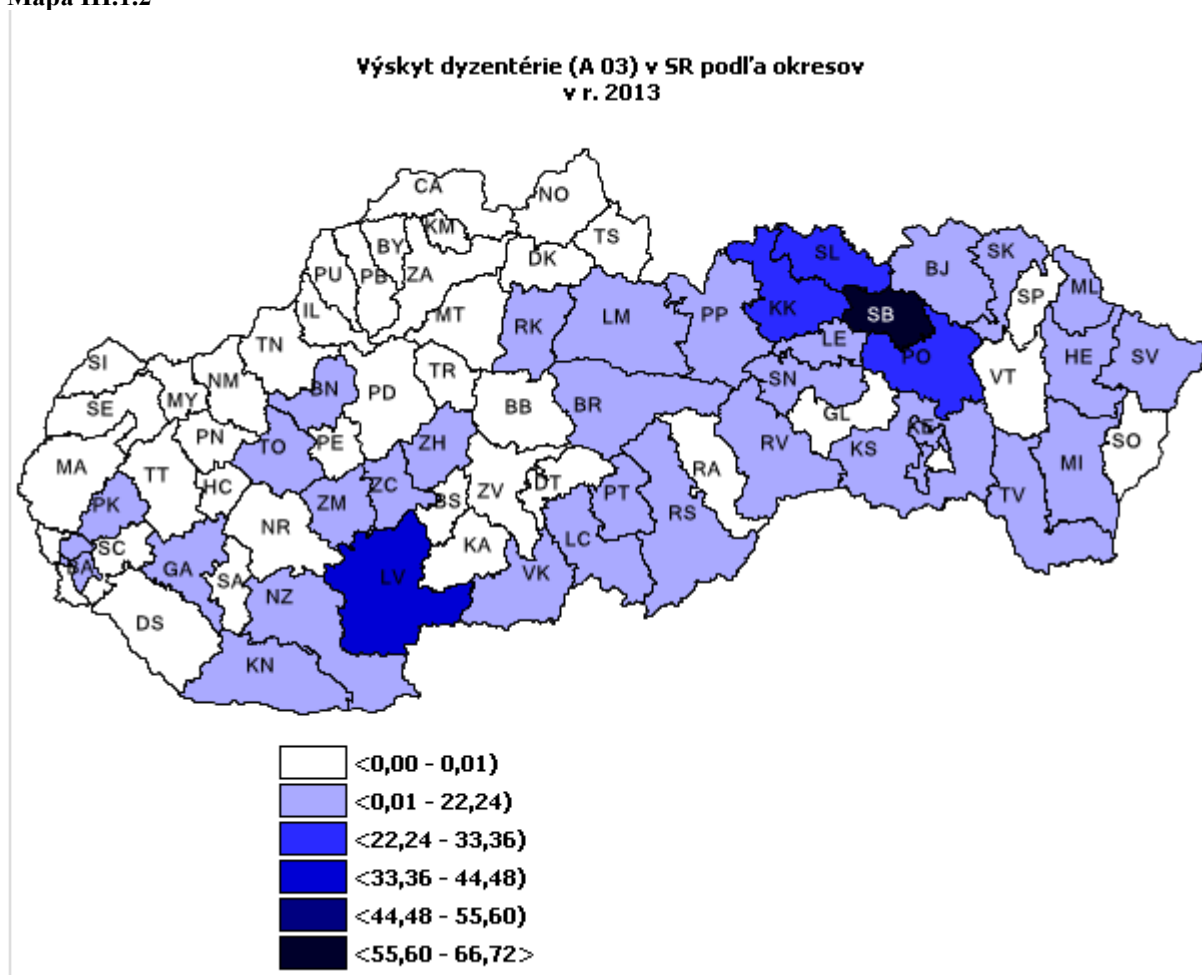 Mapa III.1.2
Výskyt dyzentérie (A 03) v SR podľa okresov
v r. 2013
CA
NO
KM
TS
BY
PU
PB
ZA
DK
SL
BJ
SK
SP
ML
IL
MT
RK
LM
PP
KK
SB
LE
PO
HE
SV
TN
SI
NM
BN
PD
TR
SN
VT
SE
MY
BB
BR
GL
PN
TO
PE
ZH
RV
KS
KE
SO
MA
TT
HC
ZM
ZC
BS
ZV
DT
PT
RA
RS
TV
MI
PK
NR
KA
LC
SC
BA
GA
SA
NZ
LV
VK
DS
KN
<0,00 - 0,01)
<0,01 - 22,24)
<22,24 - 33,36)
<33,36 - 44,48)
<44,48 - 55,60)
<55,60 - 66,72>